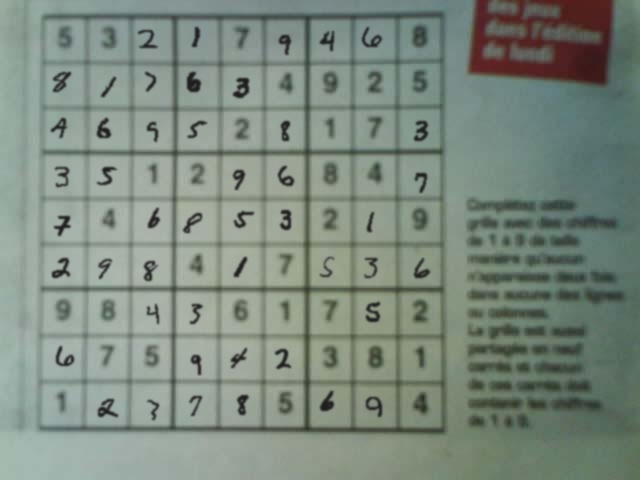 des jeux
dans l'édition
de lundi
5 3 2 1 7 9 4 6 8
8 1 7 6 3 4 9 2 5
4 6 9 5 2 8 1 7 3
3 5 1 2 9 6 8 4 7
7 4 6 8 5 3 2 1 9
2 9 8 4 1 7 5 3 6
9 8 4 3 6 1 7 5 2
6 7 5 9 4 2 3 8 1
1 2 3 7 8 5 6 9 4
Complétez cette
grille avec des chiffres
de 1 à 9 de telle
manière qu'aucun
n'apparaisse deux fois
dans aucune des lignes
ou colonnes.
La grille est aussi
partagée en neuf
carrés et chacun
de ces carrés doit
contenir les chiffres
de 1 à 9.